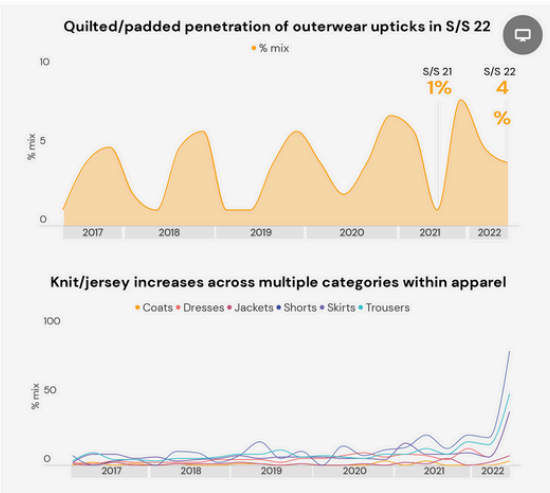 Quilted/padded penetration of outerwear upticks in S/S 22
% mix
10
S/S 21
S/S 22
1%
4
%
5
% mix
0
2017
2018
2019
2020
2021
2022
Knit/jersey increases across multiple categories within apparel
Coats Dresses Jackets Shorts Skirts Trousers
100
50
% mix
0
2017
2018
2019
2020
2021
2022